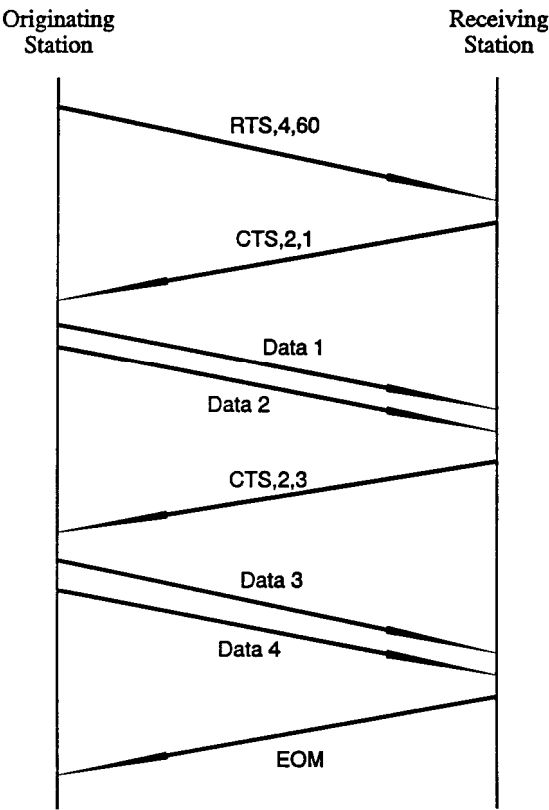 Originating
Station
Receiving
Station
RTS,4,60
CTS,2,1
Data 1
Data 2
CTS,2,3
Data 3
Data 4
EOM